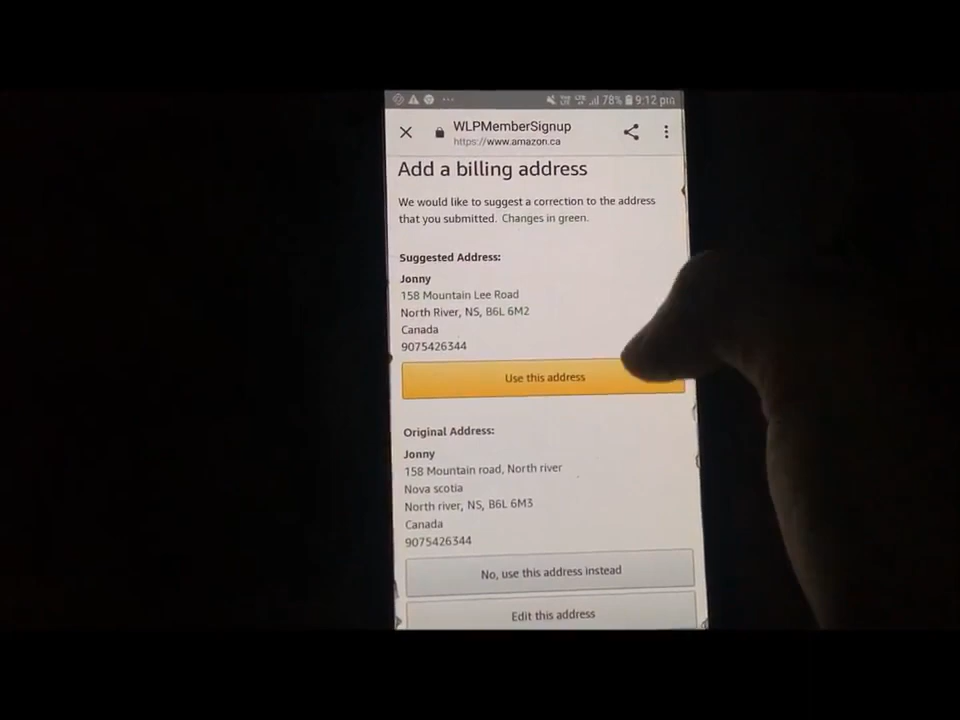 78% 9:12 pm
WLPMemberSignup
https://www.amazon.ca
Add a billing address
We would like to suggest a correction to the address
that you submitted. Changes in green.
Suggested Address:
Jonny
158 Mountain Lee Road
North River, NS, B6L 6M2
Canada
9075426344
Use this address
Original Address:
Jonny
158 Mountain road, North river
Nova scotia
North river, NS, B6L 6M3
Canada
9075426344
No, use this address instead
Edit this address